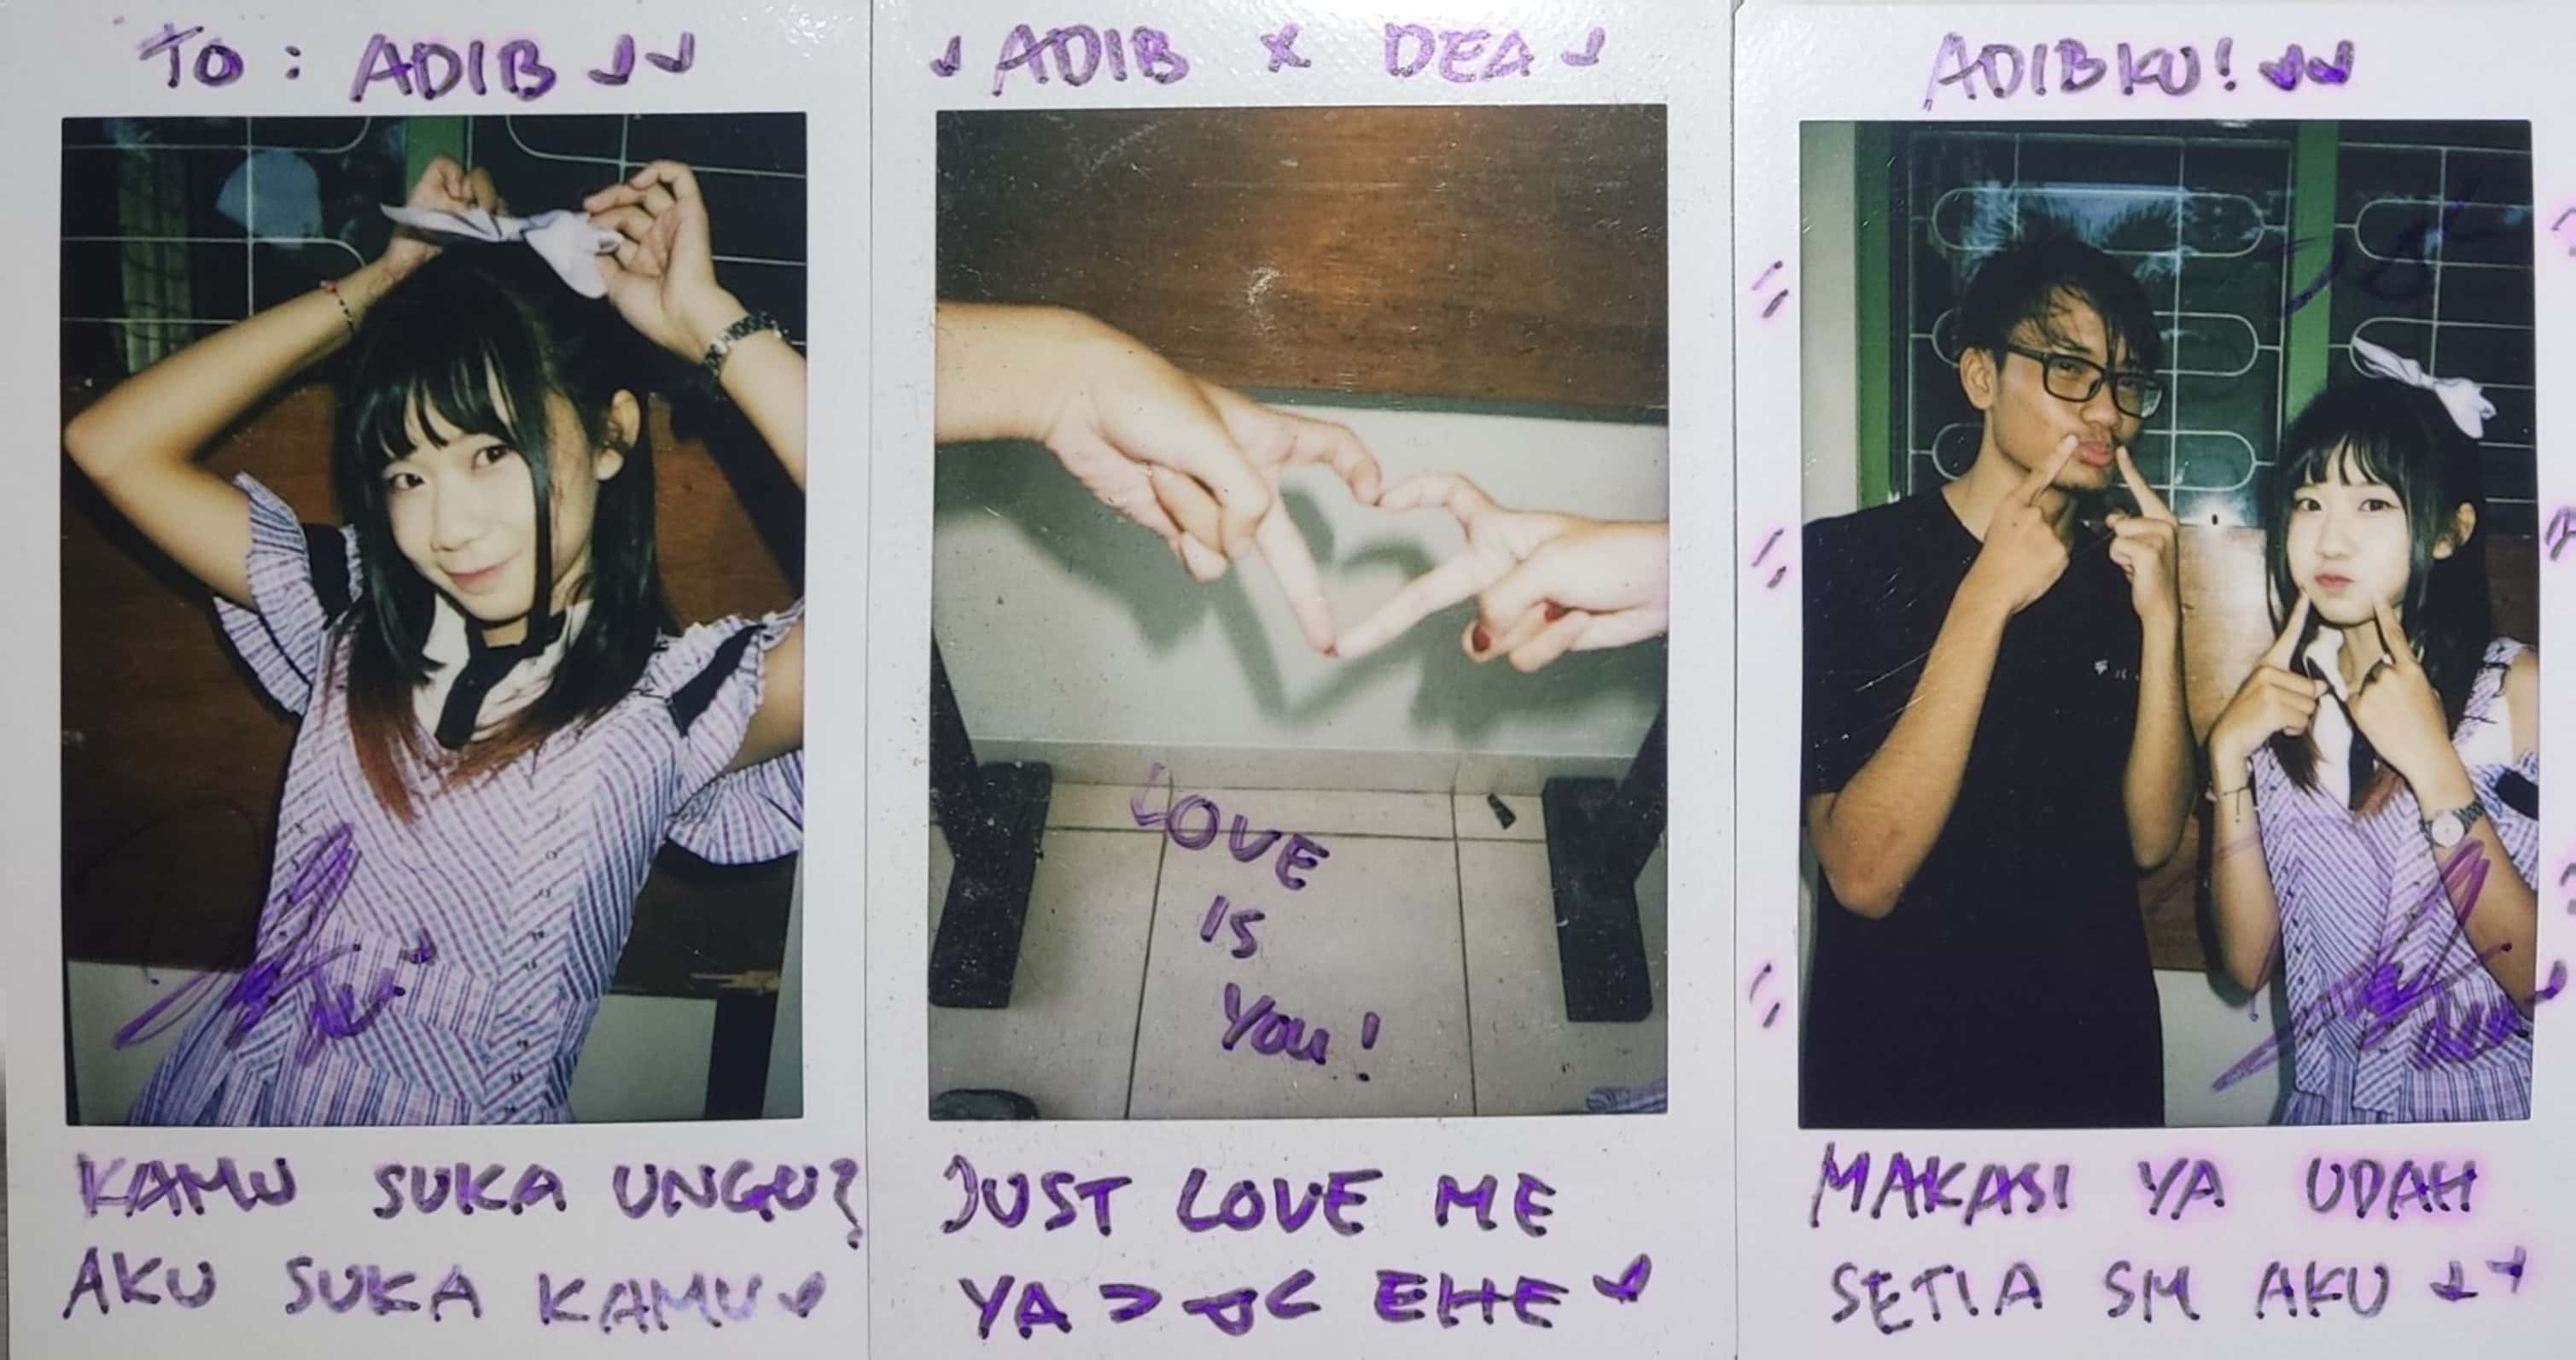 TO : ADIB
KAMU SUKA UNGU?
AKU SUKA KAMU
ADIB X DEA
LOVE
IS
YOU!
JUST LOVE ME
YA > < EHE
ADIBKU!
MAKASI YA UDAH
SETIA SM AKU